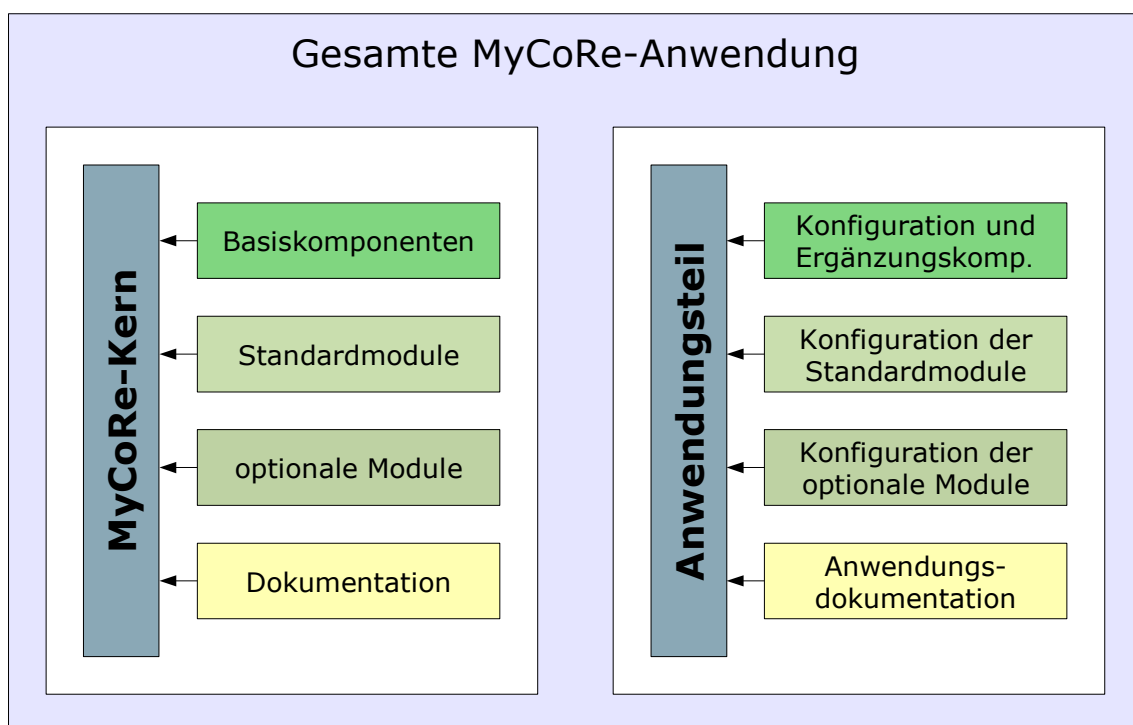 Gesamte MyCoRe-Anwendung
MyCoRe-Kern
Basiskomponenten
Standardmodule
optionale Module
Dokumentation
Anwendungsteil
Konfiguration und
Ergänzungskomp.
Konfiguration der
Standardmodule
Konfiguration der
optionale Module
Anwendungs-
dokumentation